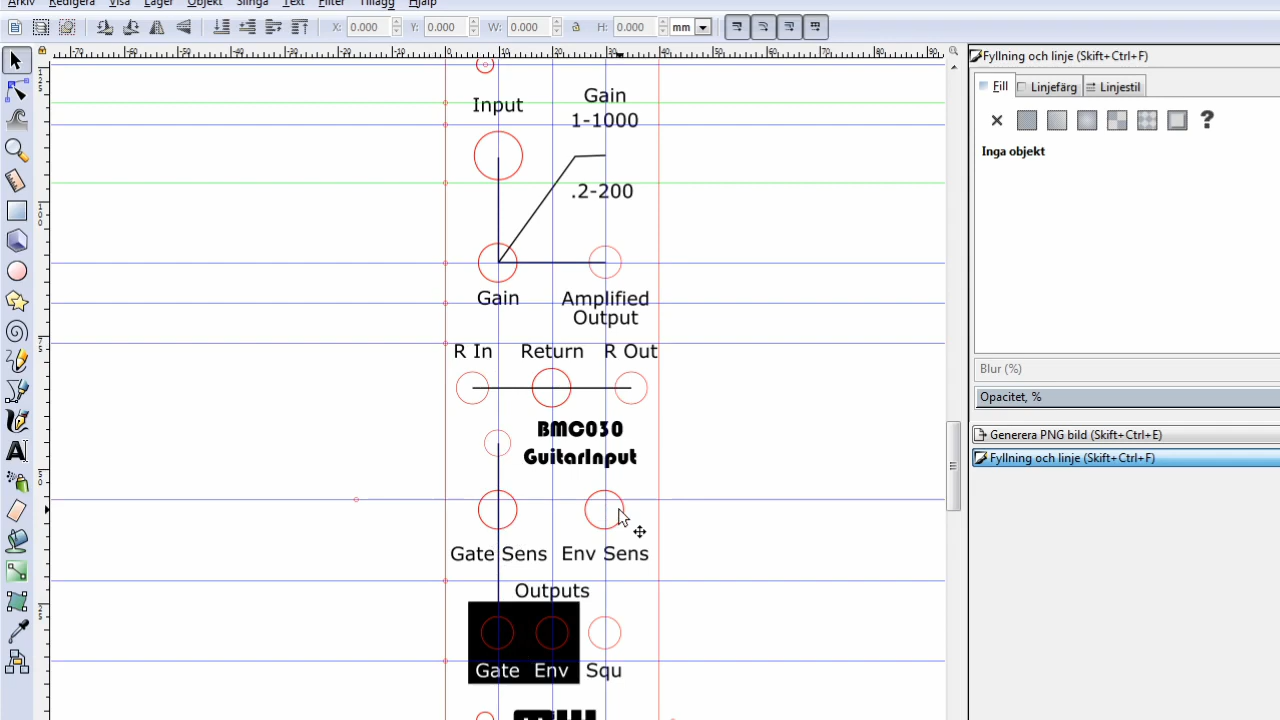 Arkiv Redigera Visa Lager Objekt Slinga Text Filter Tillägg Hjälp
X: 0.000 Y: 0.000 W: 0.000 H: 0.000 mm
Fyllning och linje (Skift+Ctrl+F)
Fill Linjefärg Linjestil
Inga objekt
Input
Gain
1-1000
.2-200
Gain
Amplified
Output
R In Return R Out
BMC030
GuitarInput
Gate Sens Env Sens
Outputs
Gate Env Squ
Blur (%)
Opacitet, %
Generera PNG bild (Skift+Ctrl+E)
Fyllning och linje (Skift+Ctrl+F)